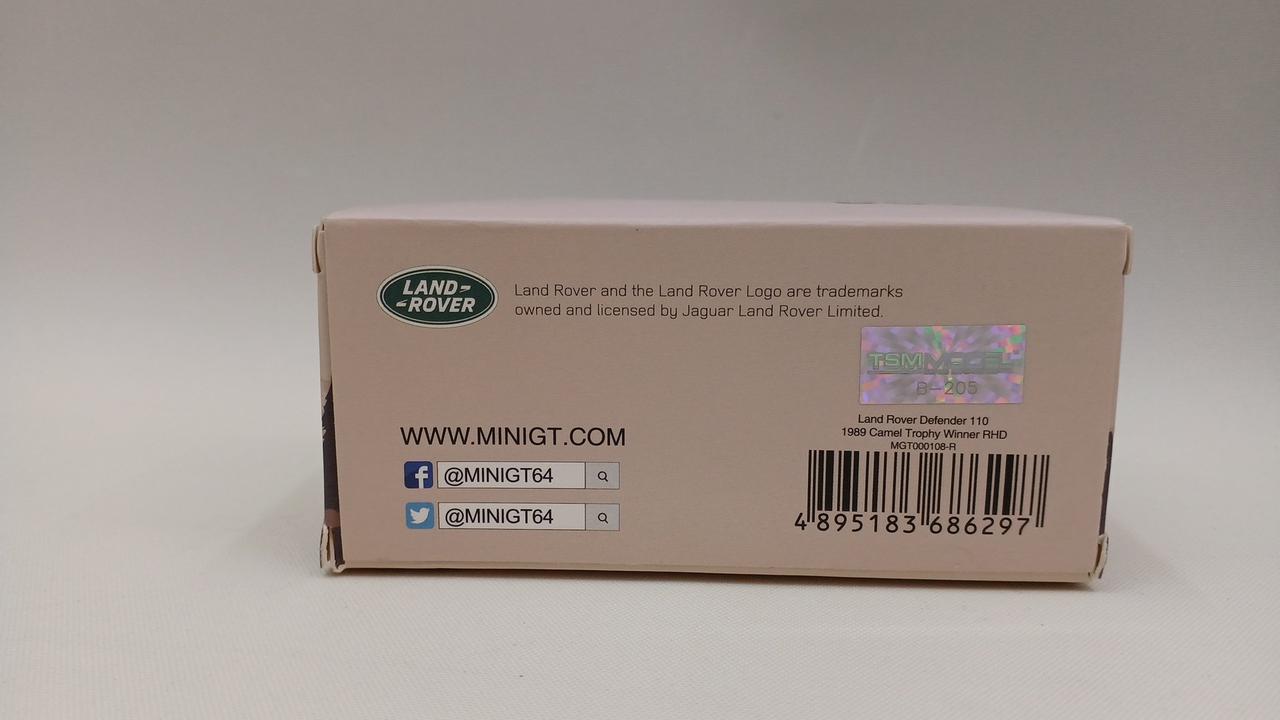 LAND-
-ROVER
Land Rover and the Land Rover Logo are trademarks
owned and licensed by Jaguar Land Rover Limited.
TSM MODEL
B-205
Land Rover Defender 110
1989 Camel Trophy Winner RHD
MGT000108-R
WWW.MINIGT.COM
f @MINIGT64
@MINIGT64
4 895183 686297